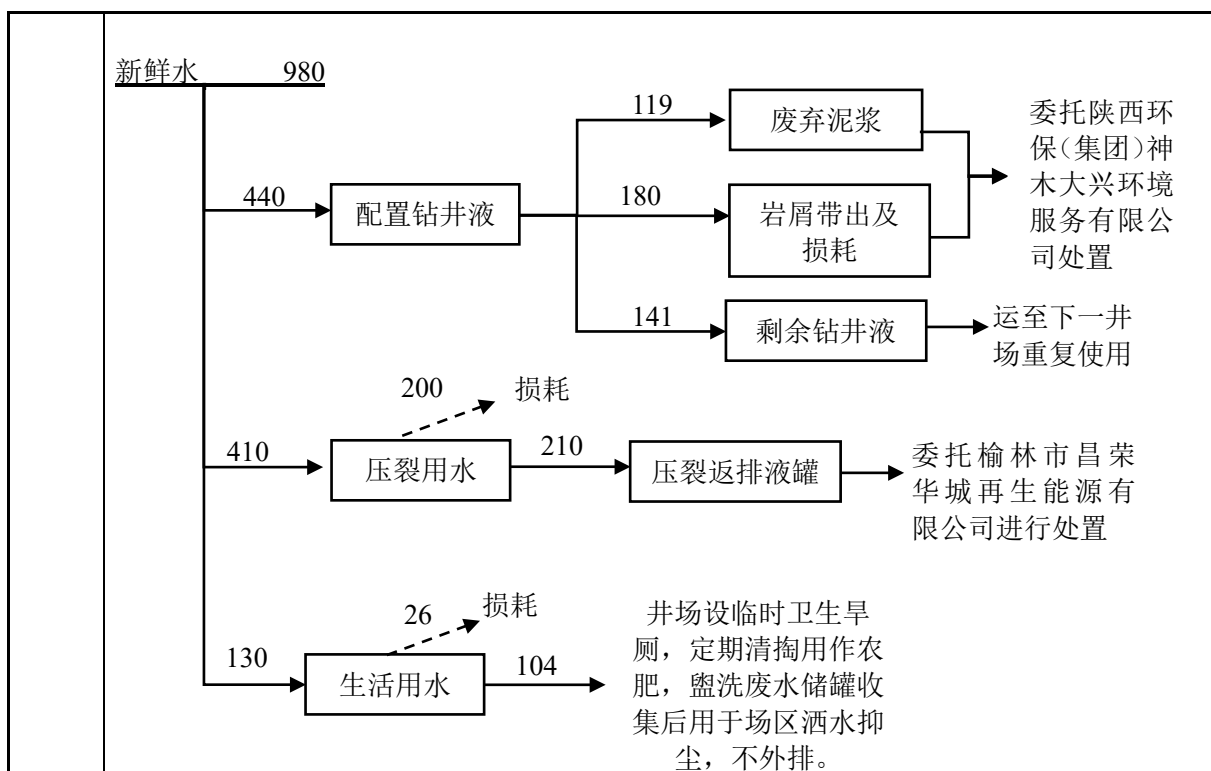 新鲜水 980
119
废弃泥浆
委托陕西环
保（集团）神
木大兴环境
服务有限公
司处置
440
配置钻井液
180
岩屑带出及
损耗
141
剩余钻井液
运至下一井
场重复使用
200
损耗
410
压裂用水
210
压裂返排液罐
委托榆林市昌荣
华城再生能源有
限公司进行处置
26
损耗
130
生活用水
104
井场设临时卫生旱
厕，定期清掏用作农
肥，盥洗废水储罐收
集后用于场区洒水抑
尘，不外排。